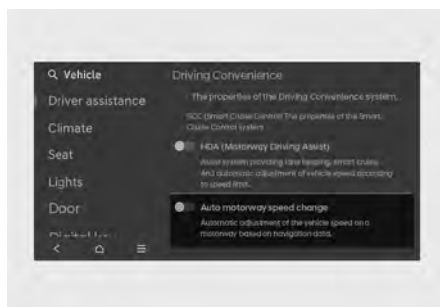 Vehicle
Driving Convenience
Driver assistance
The properties of the Driving Convenience system.
Climate
SCC (Smart Cruise Control) The properties of the Smart
Cruise Control system
Seat
HDA (Motorway Driving Assist)
Assist system providing lane keeping, smart cruise,
And automatic adjustment of vehicle speed according
to speed limit.
Lights
Door
Auto motorway speed change
Automatic adjustment of the vehicle speed on a
motorway based on navigation data.